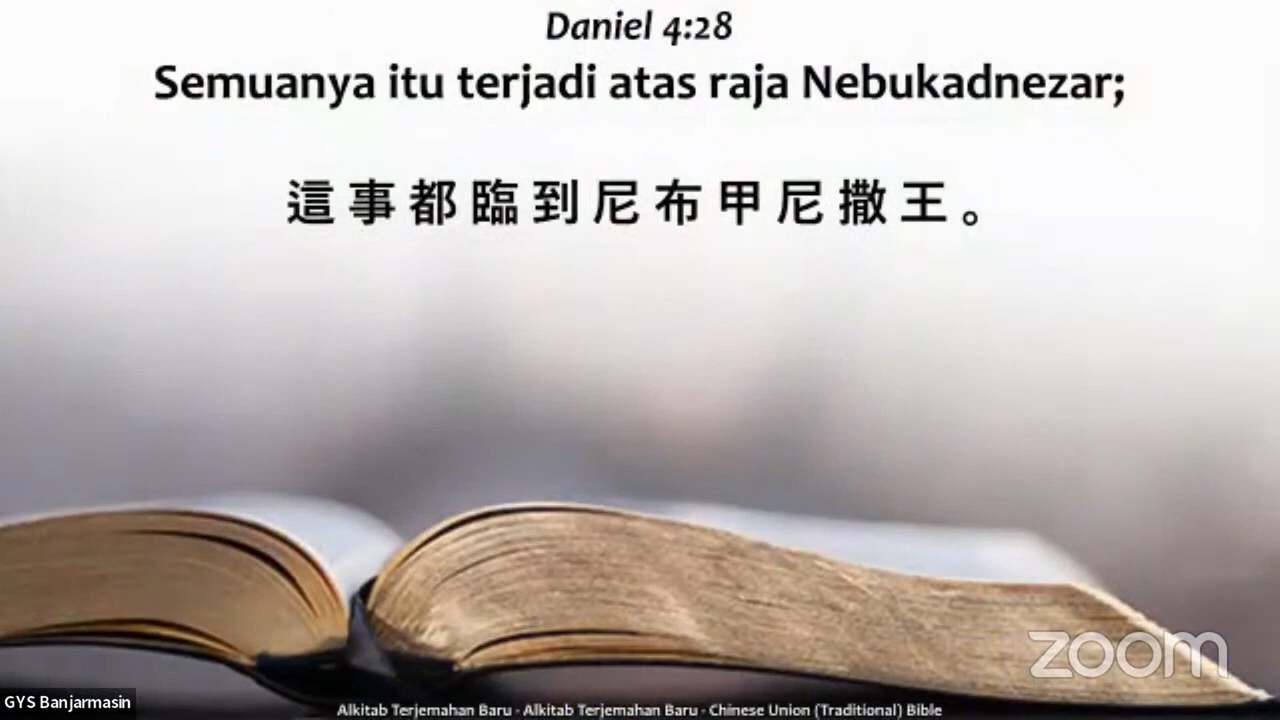 Daniel 4:28
Semuanya itu terjadi atas raja Nebukadnezar;
這事都臨到尼布甲尼撒王。
zoom
GYS Banjarmasin
Alkitab Terjemahan Baru - Alkitab Terjemahan Baru - Chinese Union (Traditional) Bible